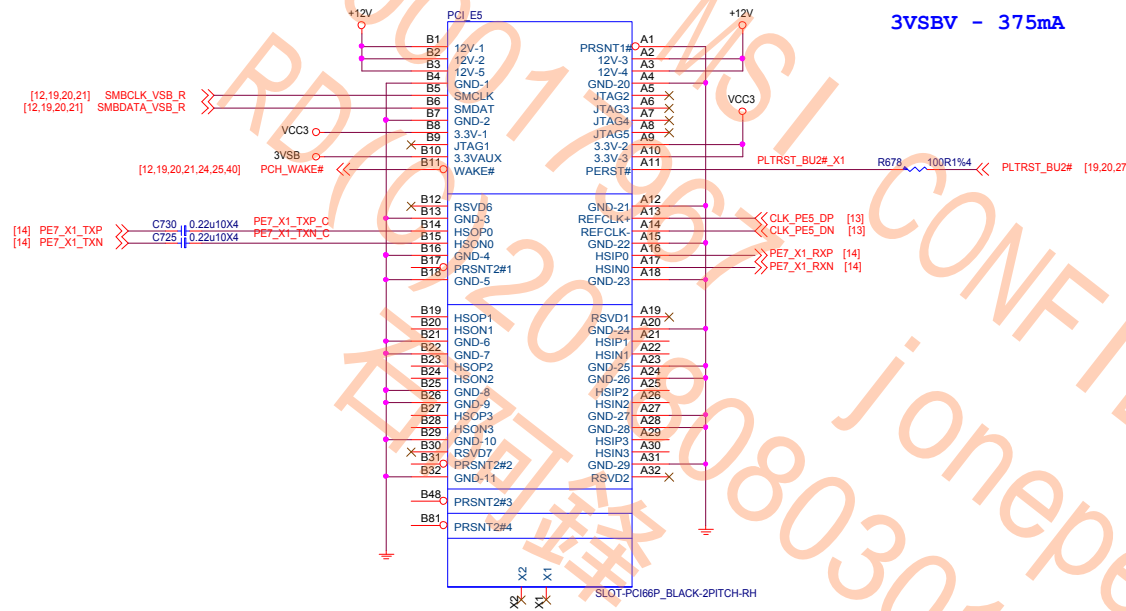 3VSBV - 375mA
+12V
PCI_E5
+12V
B1 12V-1 PRSNT1# A1
B2 12V-2 12V-3 A2
B3 12V-5 12V-4 A3
B4 GND-1 GND-20 A4
[12,19,20,21] SMBCLK_VSB_R B5 SMCLK JTAG2 A5
[12,19,20,21] SMBDATA_VSB_R B6 SMDAT JTAG3 A6
B7 GND-2 JTAG4 A7
VCC3 B8 3.3V-1 JTAG5 A8
VCC3
B9 JTAG1 3.3V-2 A9
3VSB B10 3.3VAUX 3.3V-3 A10
[12,19,20,21,24,25,40] PCH_WAKE# B11 WAKE# PERST# A11 PLTRST_BU2#_X1 R678 100R1%4 PLTRST_BU2# [19,20,27
B12 RSVD6 GND-21 A12
B13 GND-3 REFCLK+ A13 CLK_PE5_DP [13]
[14] PE7_X1_TXP C730 0.22u10X4 PE7_X1_TXP_C B14 HSOP0 REFCLK- A14 CLK_PE5_DN [13]
[14] PE7_X1_TXN C725 0.22u10X4 PE7_X1_TXN_C B15 HSON0 GND-22 A15
B16 GND-4 HSIP0 A16 PE7_X1_RXP [14]
B17 PRSNT2#1 HSIN0 A17 PE7_X1_RXN [14]
B18 GND-5 GND-23 A18
B19 HSOP1 RSVD1 A19
B20 HSON1 GND-24 A20
B21 GND-6 HSIP1 A21
B22 GND-7 HSIN1 A22
B23 HSOP2 GND-25 A23
B24 HSON2 GND-26 A24
B25 GND-8 HSIP2 A25
B26 GND-9 HSIN2 A26
B27 HSOP3 GND-27 A27
B28 HSON3 GND-28 A28
B29 GND-10 HSIP3 A29
B30 RSVD7 HSIN3 A30
B31 PRSNT2#2 GND-29 A31
B32 GND-11 RSVD2 A32
B48 PRSNT2#3
B81 PRSNT2#4
X2 X1
X2 X1
SLOT-PCI66P_BLACK-2PITCH-RH
MSI CONFIDE
RD(C)2018080301
jonepe